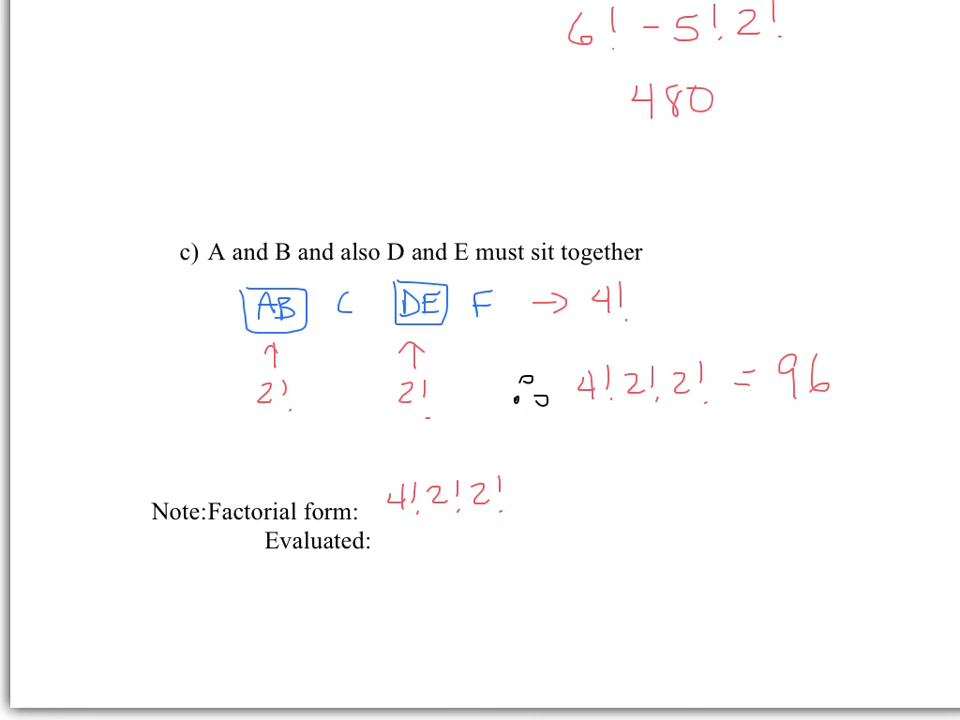 6! - 5! 2!
480
c) A and B and also D and E must sit together
AB C DE F → 4!
↑ ↑
2! 2! ∴ 4! 2! 2! = 96
Note:Factorial form: 4! 2! 2!
Evaluated: